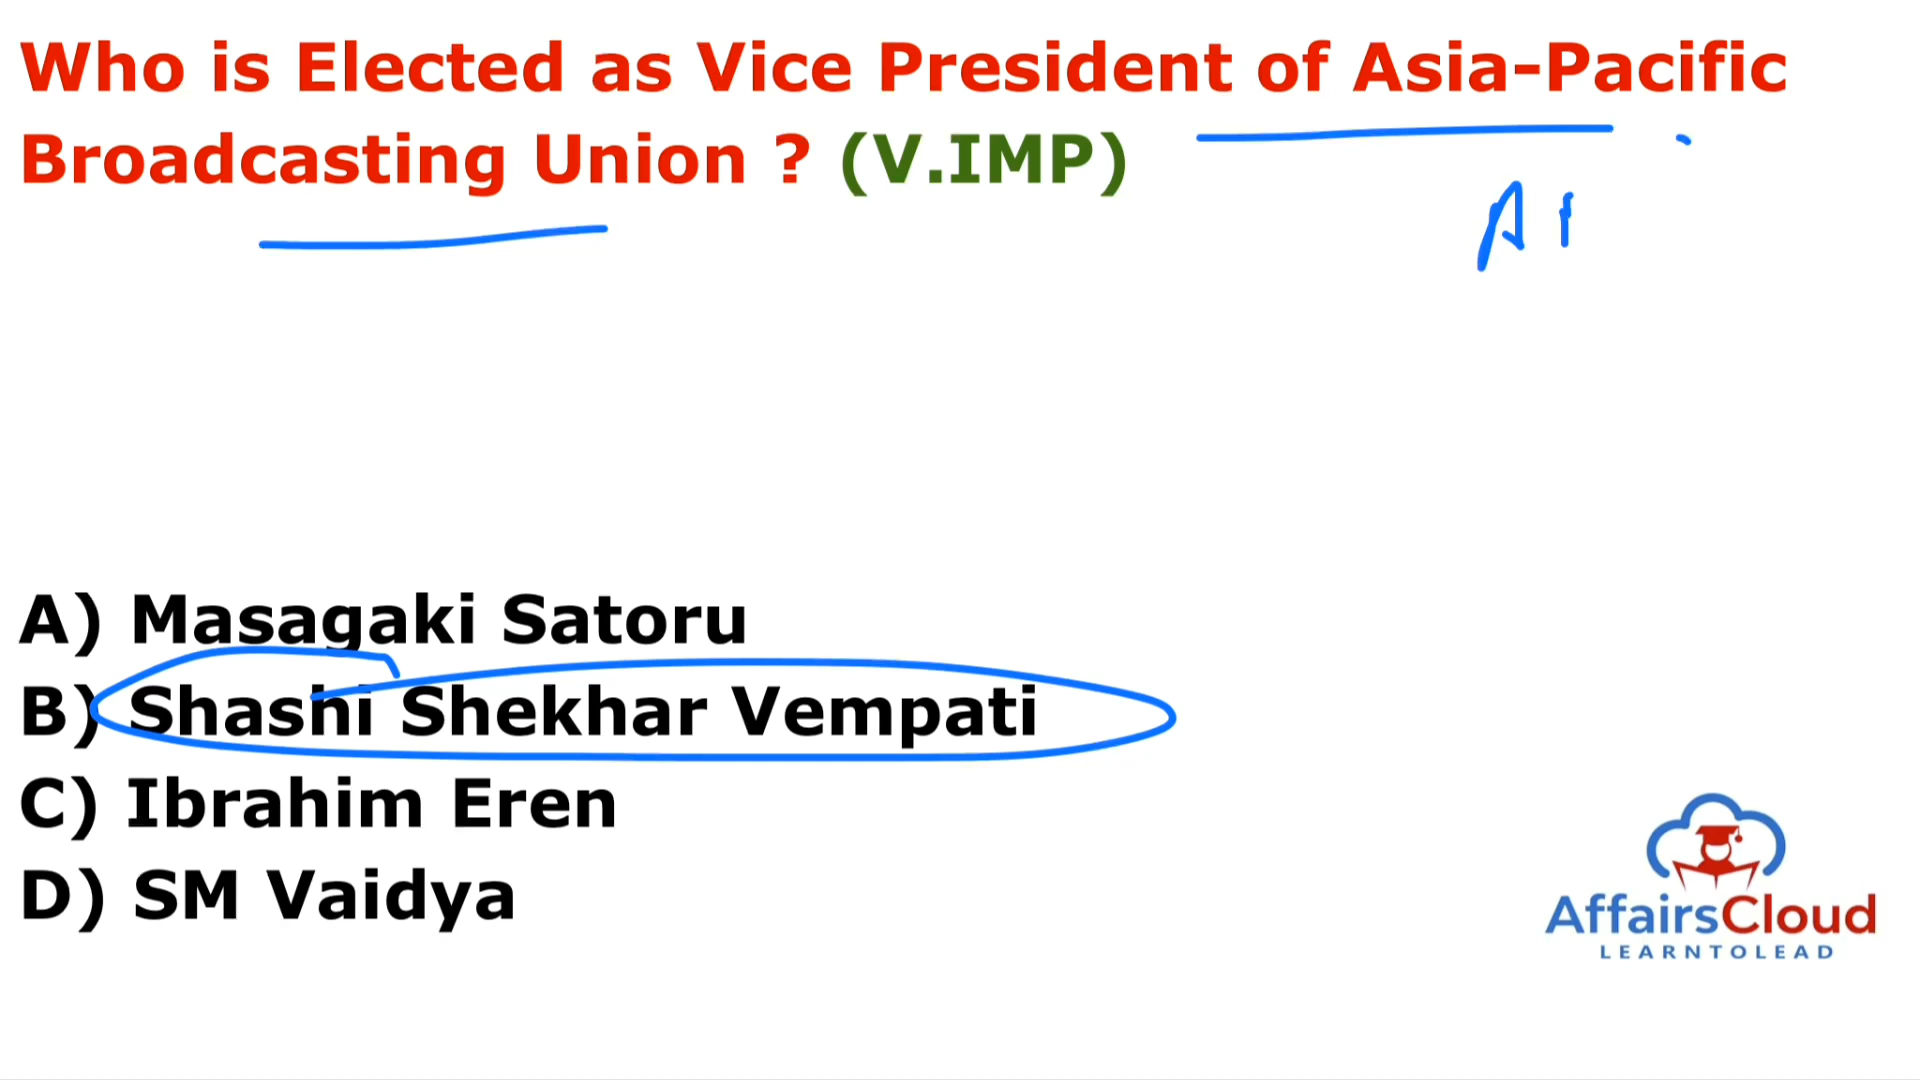 Who is Elected as Vice President of Asia-Pacific
Broadcasting Union ? (V.IMP)
A) Masagaki Satoru
B) Shashi Shekhar Vempati
C) Ibrahim Eren
D) SM Vaidya
AffairsCloud
LEARNTOLEAD